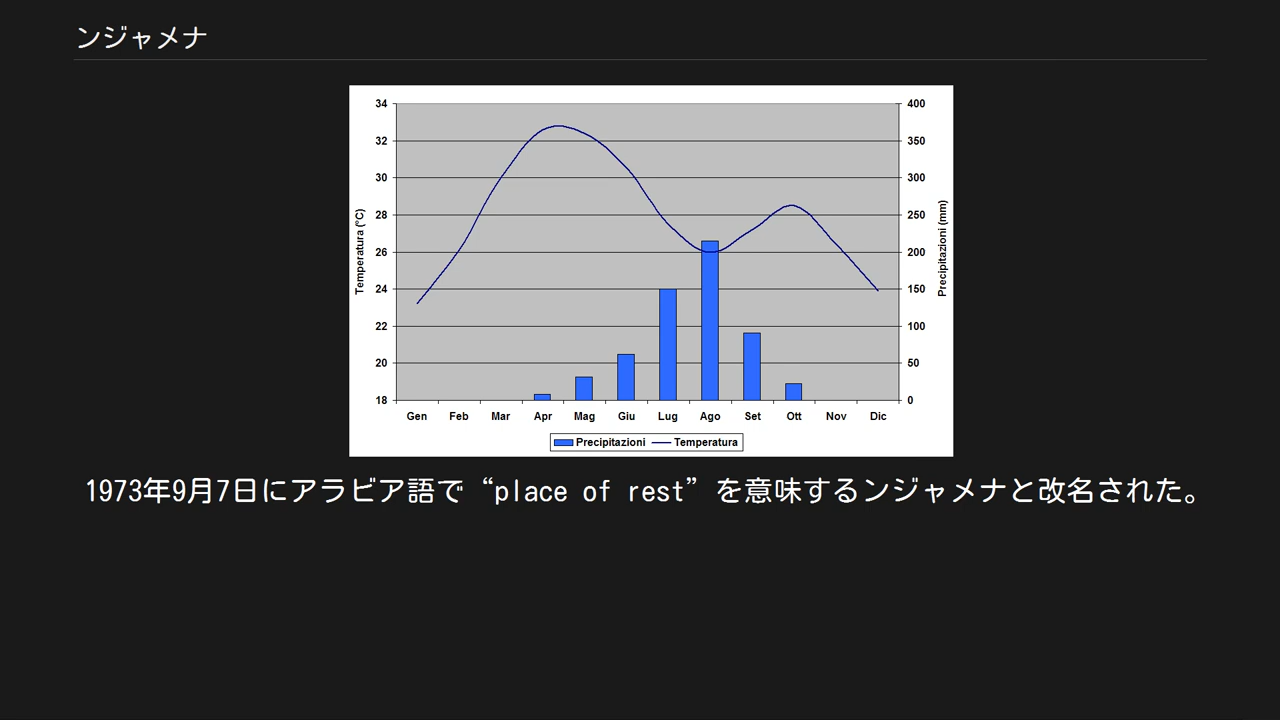 ンジャメナ
34 400
32 350
30 300
28 250
26 200
24 150
22 100
20 50
18 0
Temperatura (°C)
Precipitazioni (mm)
Gen Feb Mar Apr Mag Giu Lug Ago Set Ott Nov Dic
Precipitazioni Temperatura
1973年9月7日にアラビア語で“place of rest”を意味するンジャメナと改名された。